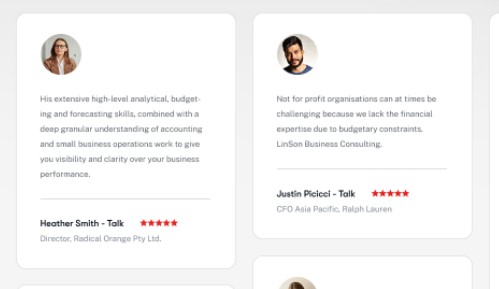 His extensive high-level analytical, budget-
ing and forecasting skills, combined with a
deep granular understanding of accounting
and small business operations work to give
you visibility and clarity over your business
performance.
Heather Smith - Talk
Director, Radical Orange Pty Ltd.
Not for profit organisations can at times be
challenging because we lack the financial
expertise due to budgetary constraints.
LinSon Business Consulting.
Justin Picicci - Talk
CFO Asia Pacific, Ralph Lauren